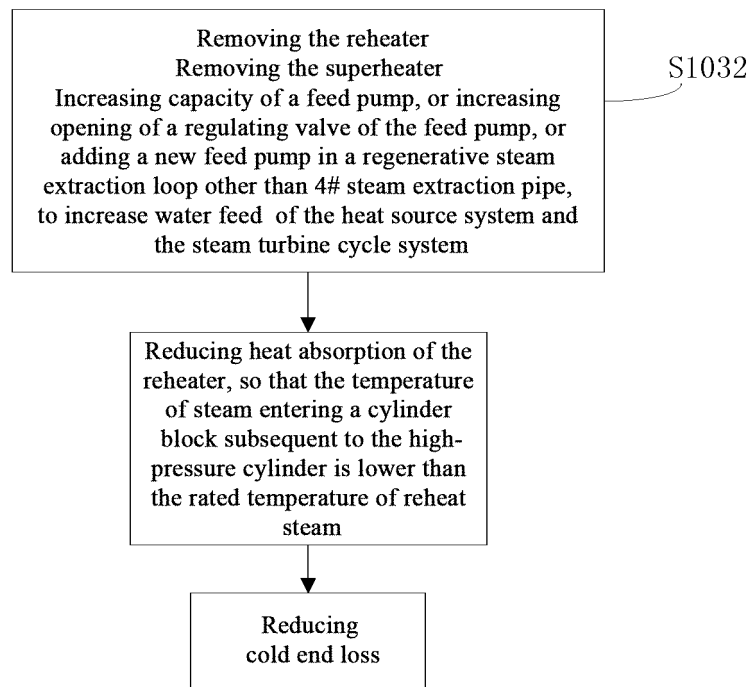 Removing the reheater
Removing the superheater
Increasing capacity of a feed pump, or increasing
opening of a regulating valve of the feed pump, or
adding a new feed pump in a regenerative steam
extraction loop other than 4# steam extraction pipe,
to increase water feed of the heat source system and
the steam turbine cycle system
S1032
Reducing heat absorption of the
reheater, so that the temperature
of steam entering a cylinder
block subsequent to the high-
pressure cylinder is lower than
the rated temperature of reheat
steam
Reducing
cold end loss